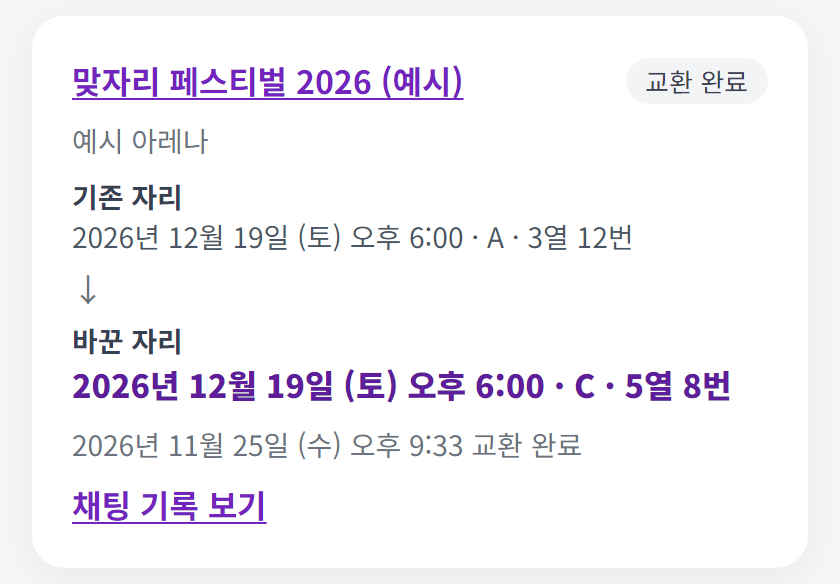 맞자리 페스티벌 2026 (예시)
교환 완료
예시 아레나
기존 자리
2026년 12월 19일 (토) 오후 6:00 · A · 3열 12번
↓
바꾼 자리
2026년 12월 19일 (토) 오후 6:00 · C · 5열 8번
2026년 11월 25일 (수) 오후 9:33 교환 완료
채팅 기록 보기